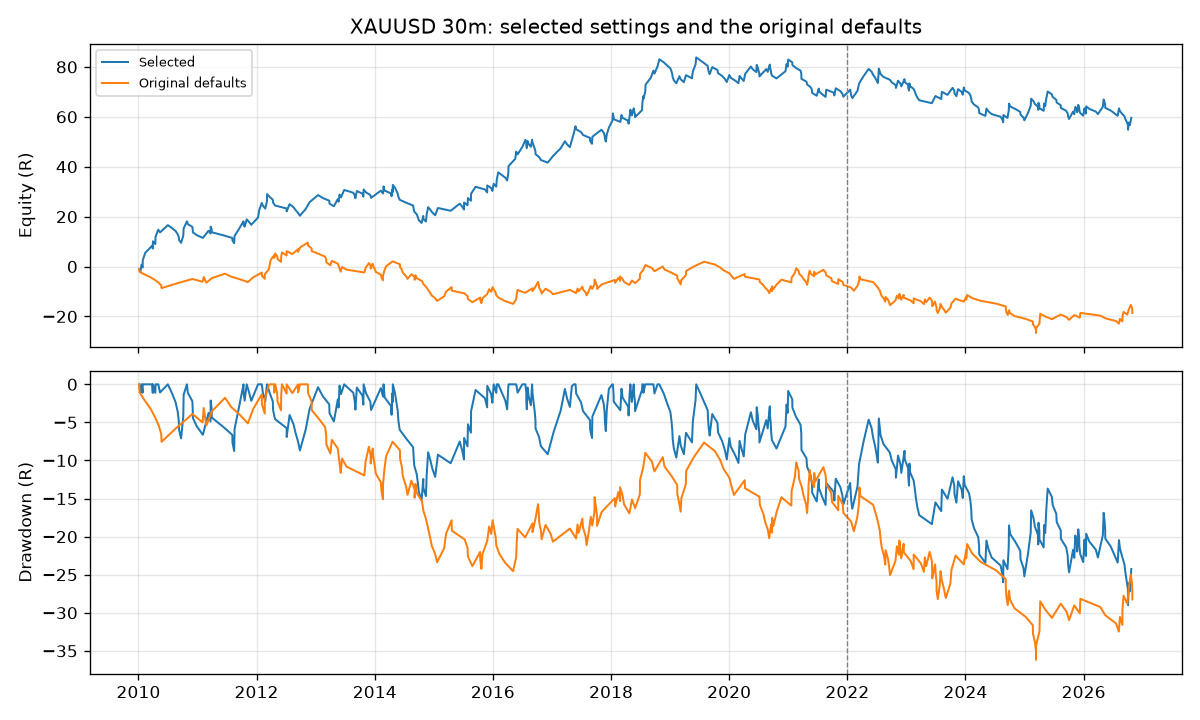 XAUUSD 30m: selected settings and the original defaults
Selected
Original defaults
Equity (R)
80
60
40
20
0
−20
Drawdown (R)
0
−5
−10
−15
−20
−25
−30
−35
2010 2012 2014 2016 2018 2020 2022 2024 2026